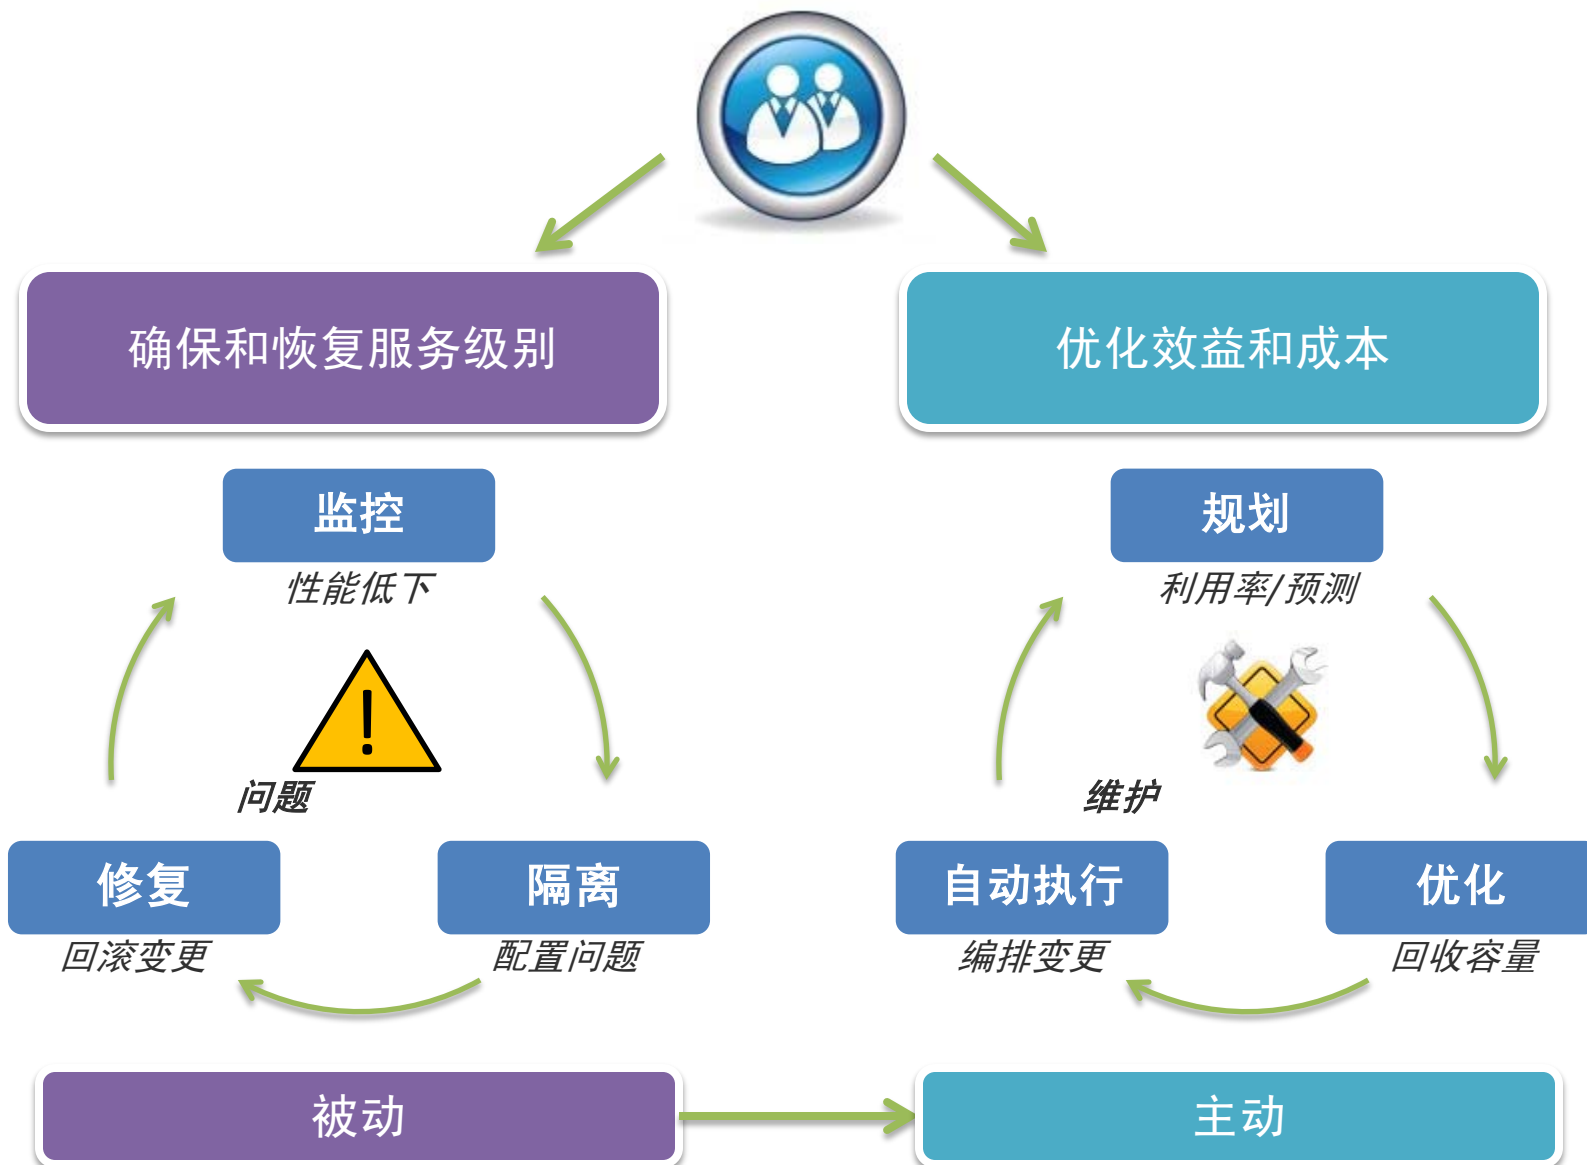 确保和恢复服务级别
优化效益和成本
监控
性能低下
规划
利用率/预测
!
问题
维护
修复
回滚变更
隔离
配置问题
自动执行
编排变更
优化
回收容量
被动
主动